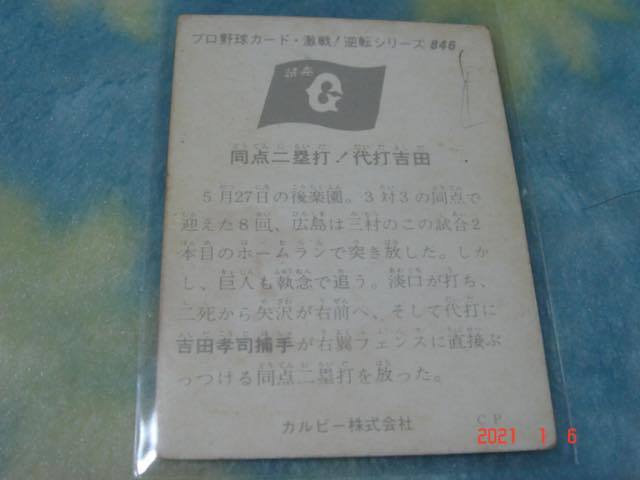 プロ野球カード・激戦!逆転シリーズ 846
読売
G
同点二塁打!代打吉田
5月27日の後楽園。3対3の同点で
迎えた8回、広島は三村のこの試合2
本目のホームランで突き放した。しか
し、巨人も執念で追う。淡口が打ち、
二死から矢沢が右前へ、そして代打に
吉田孝司捕手が右翼フェンスに直接ぶ
っつける同点二塁打を放った。
カルビー株式会社
C P
2021 1 6